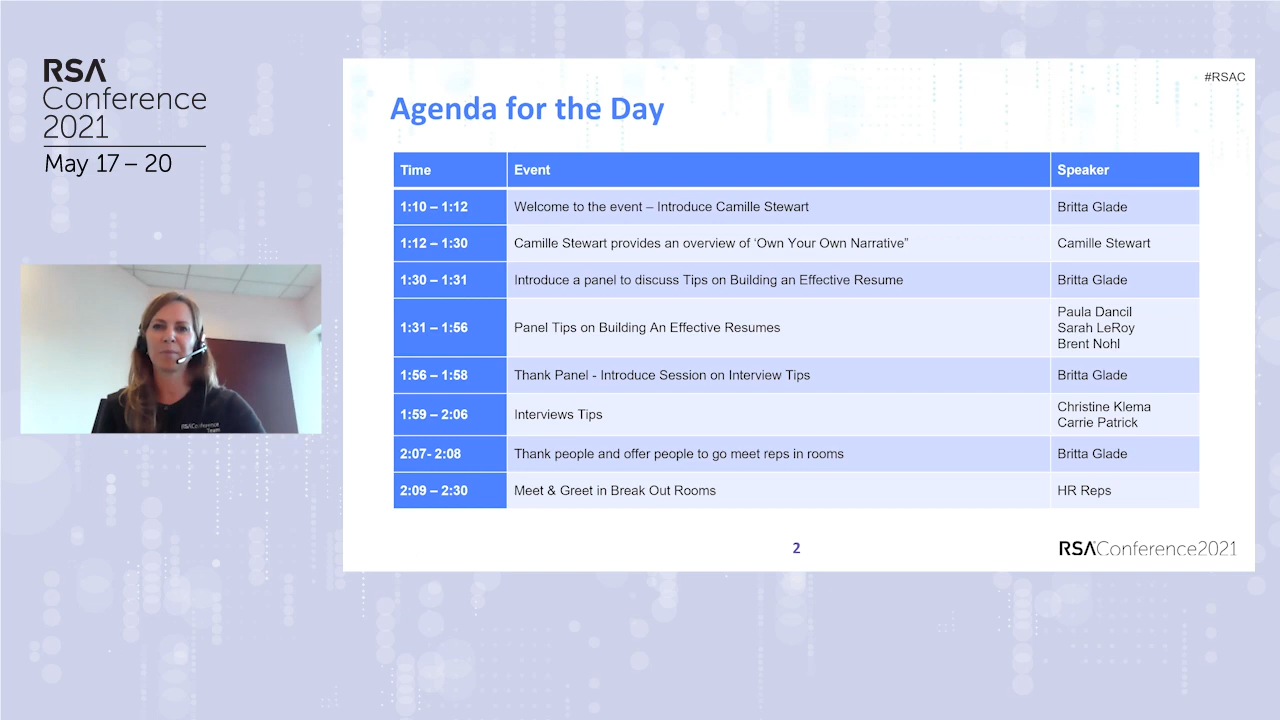 RSA
Conference
2021
May 17 – 20
#RSAC
Agenda for the Day
Time Event Speaker
1:10 – 1:12 Welcome to the event – Introduce Camille Stewart Britta Glade
1:12 – 1:30 Camille Stewart provides an overview of ‘Own Your Own Narrative” Camille Stewart
1:30 – 1:31 Introduce a panel to discuss Tips on Building an Effective Resume Britta Glade
1:31 – 1:56 Panel Tips on Building An Effective Resumes Paula Dancil
Sarah LeRoy
Brent Nohl
1:56 – 1:58 Thank Panel - Introduce Session on Interview Tips Britta Glade
1:59 – 2:06 Interviews Tips Christine Klema
Carrie Patrick
2:07- 2:08 Thank people and offer people to go meet reps in rooms Britta Glade
2:09 – 2:30 Meet & Greet in Break Out Rooms HR Reps
RSAConference
Team
2
RSAConference2021